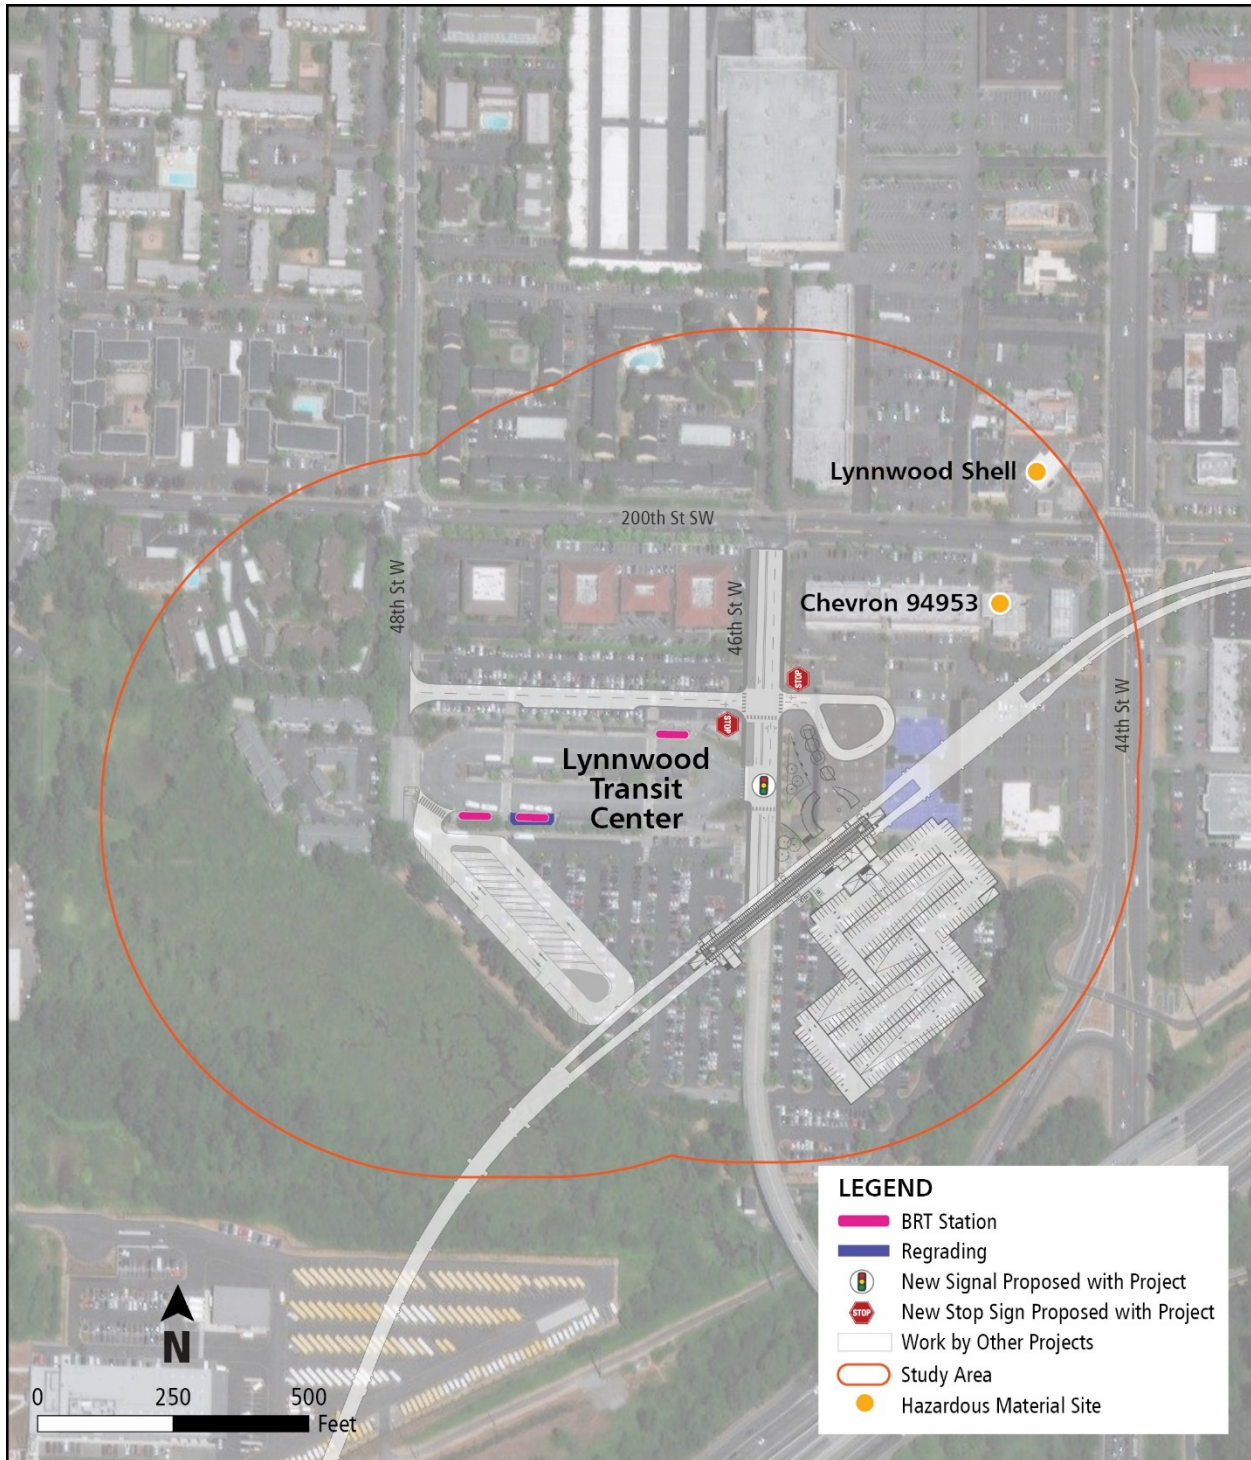 Lynnwood Shell
200th St SW
48th St W
46th St W
Chevron 94953
STOP
STOP
44th St W
Lynnwood
Transit
Center
LEGEND
BRT Station
Regrading
New Signal Proposed with Project
STOP New Stop Sign Proposed with Project
Work by Other Projects
Study Area
Hazardous Material Site
N
0 250 500
Feet